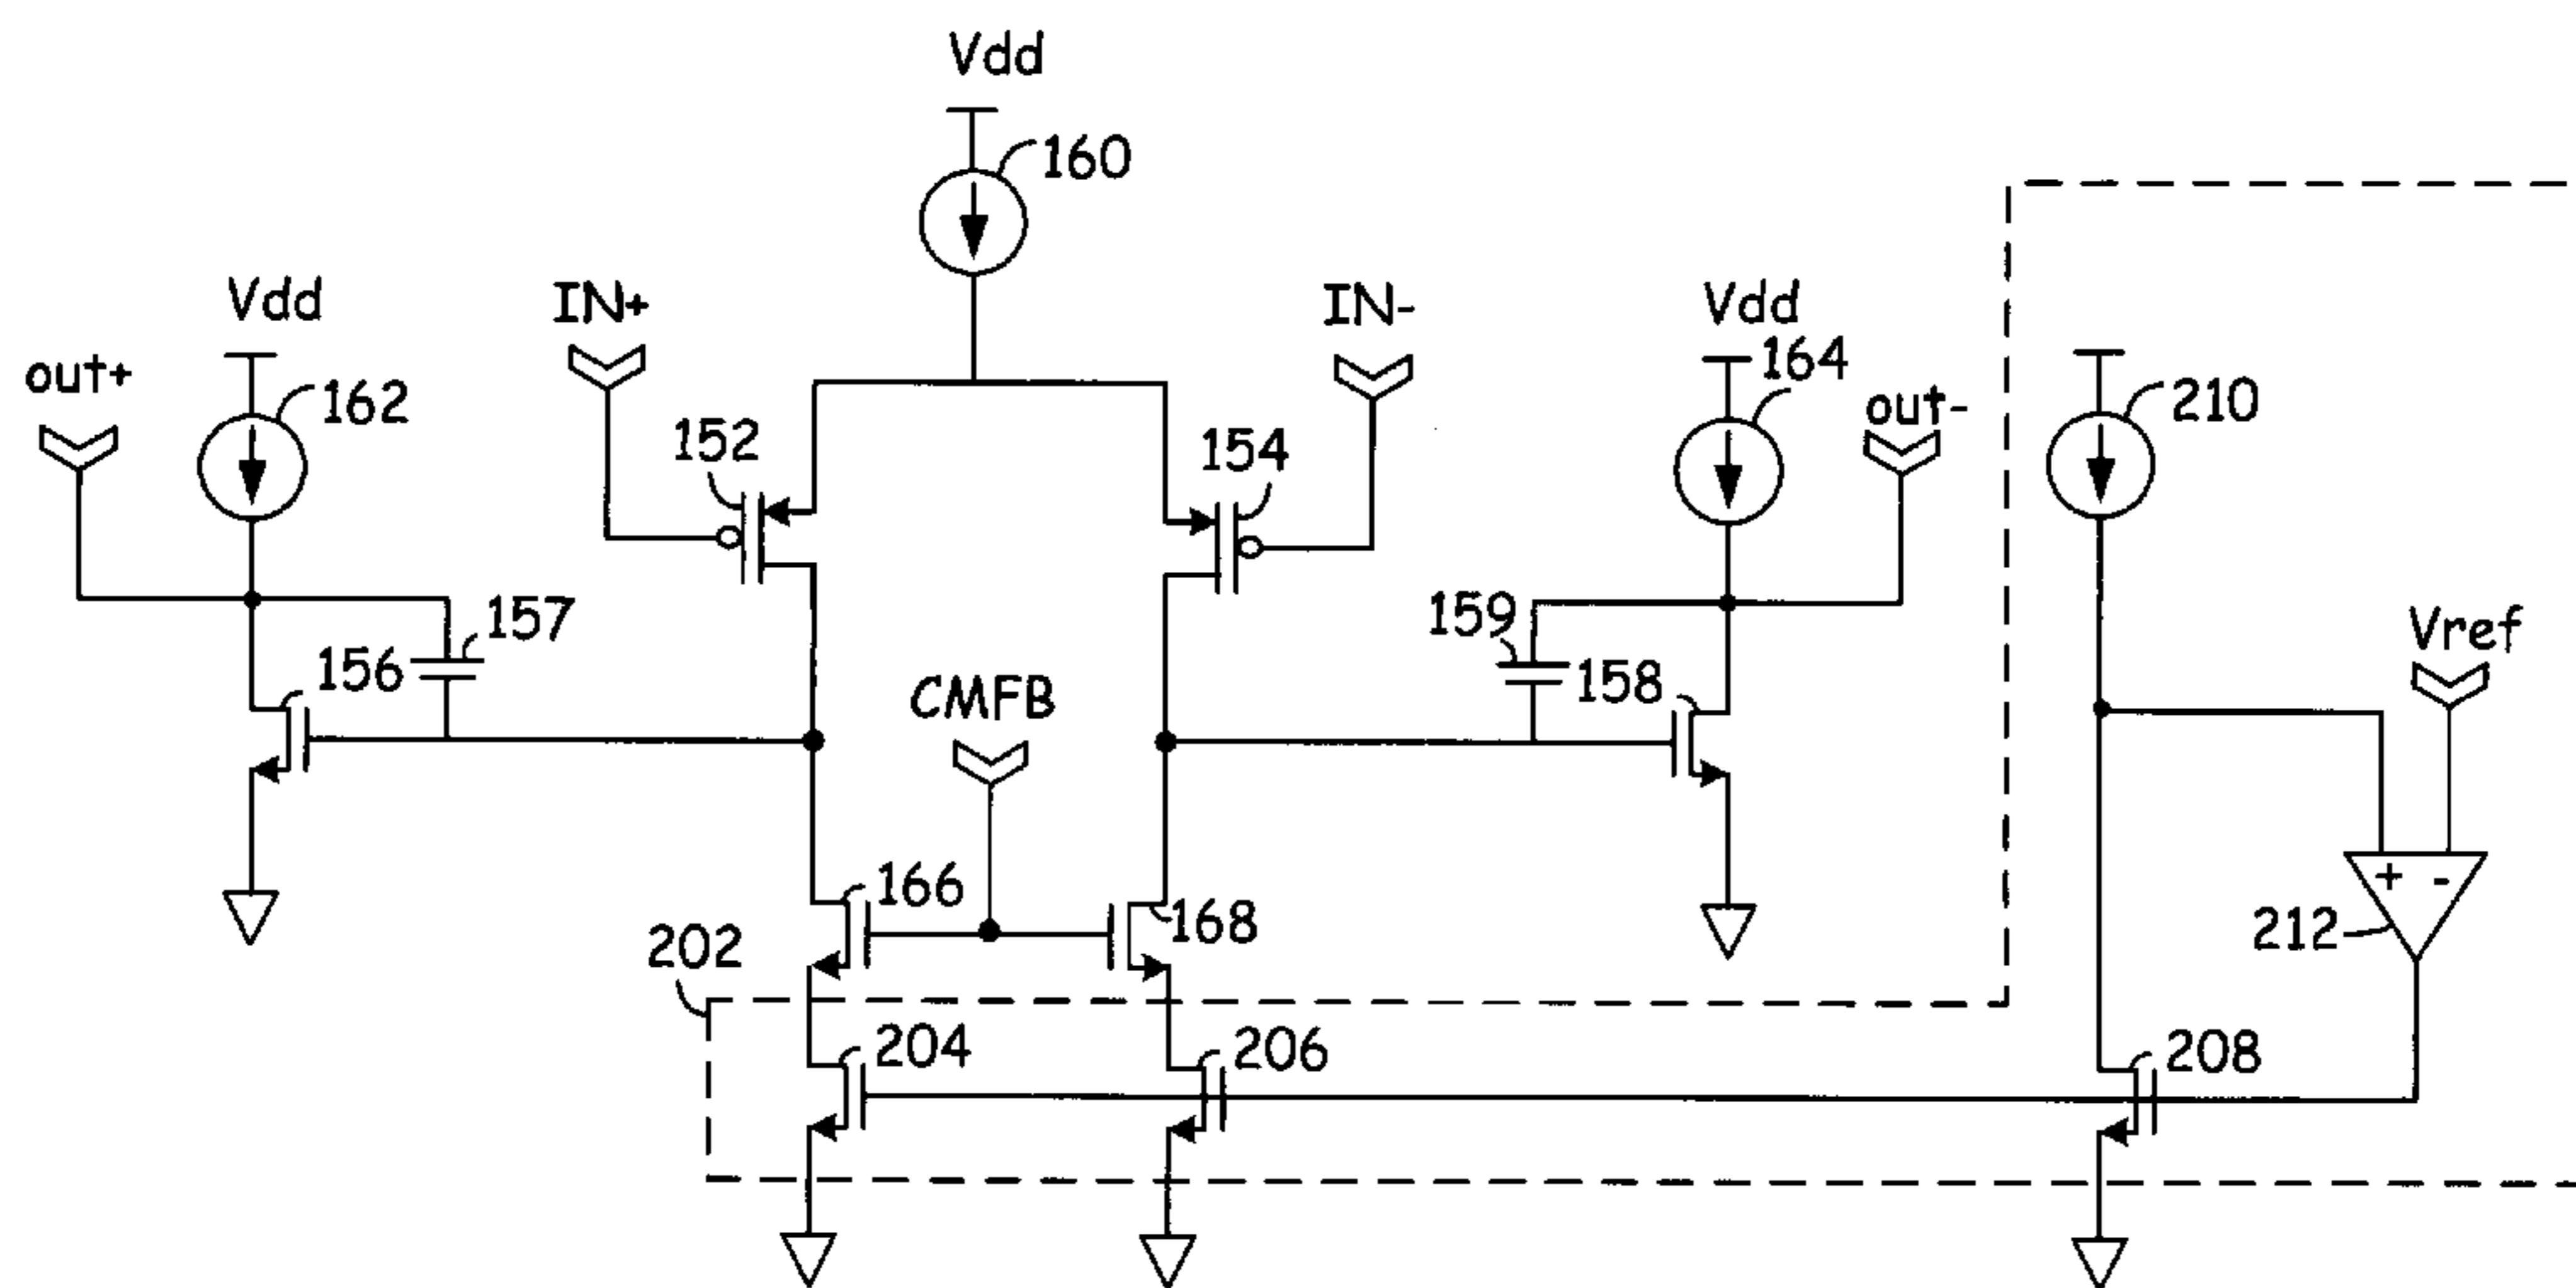 Vdd
160
Vdd
IN+
IN-
Vdd
out+
162
164
out-
210
152
154
157
159
Vref
156
158
CMFB
+ -
166
168
212
202
204
206
208